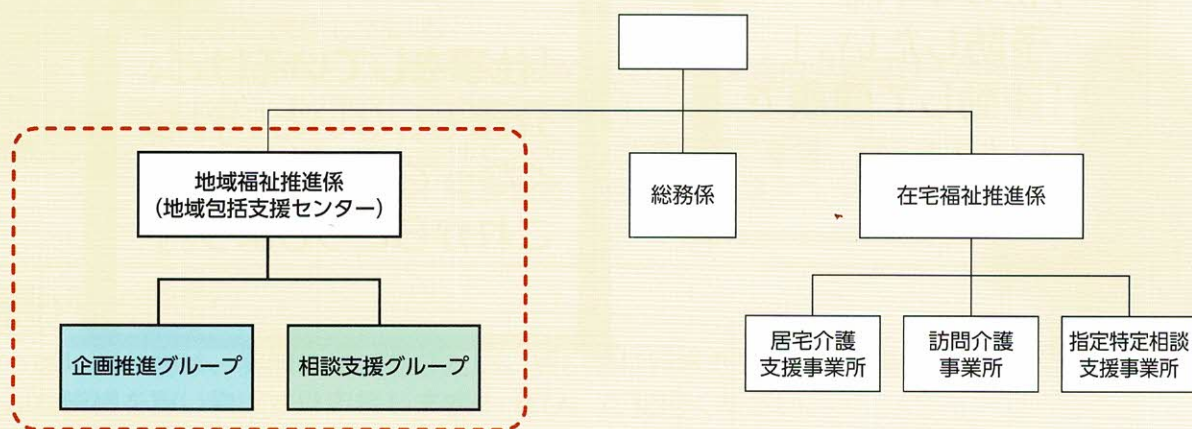 地域福祉推進係
（地域包括支援センター）
総務係
在宅福祉推進係
企画推進グループ
相談支援グループ
居宅介護
支援事業所
訪問介護
事業所
指定特定相談
支援事業所